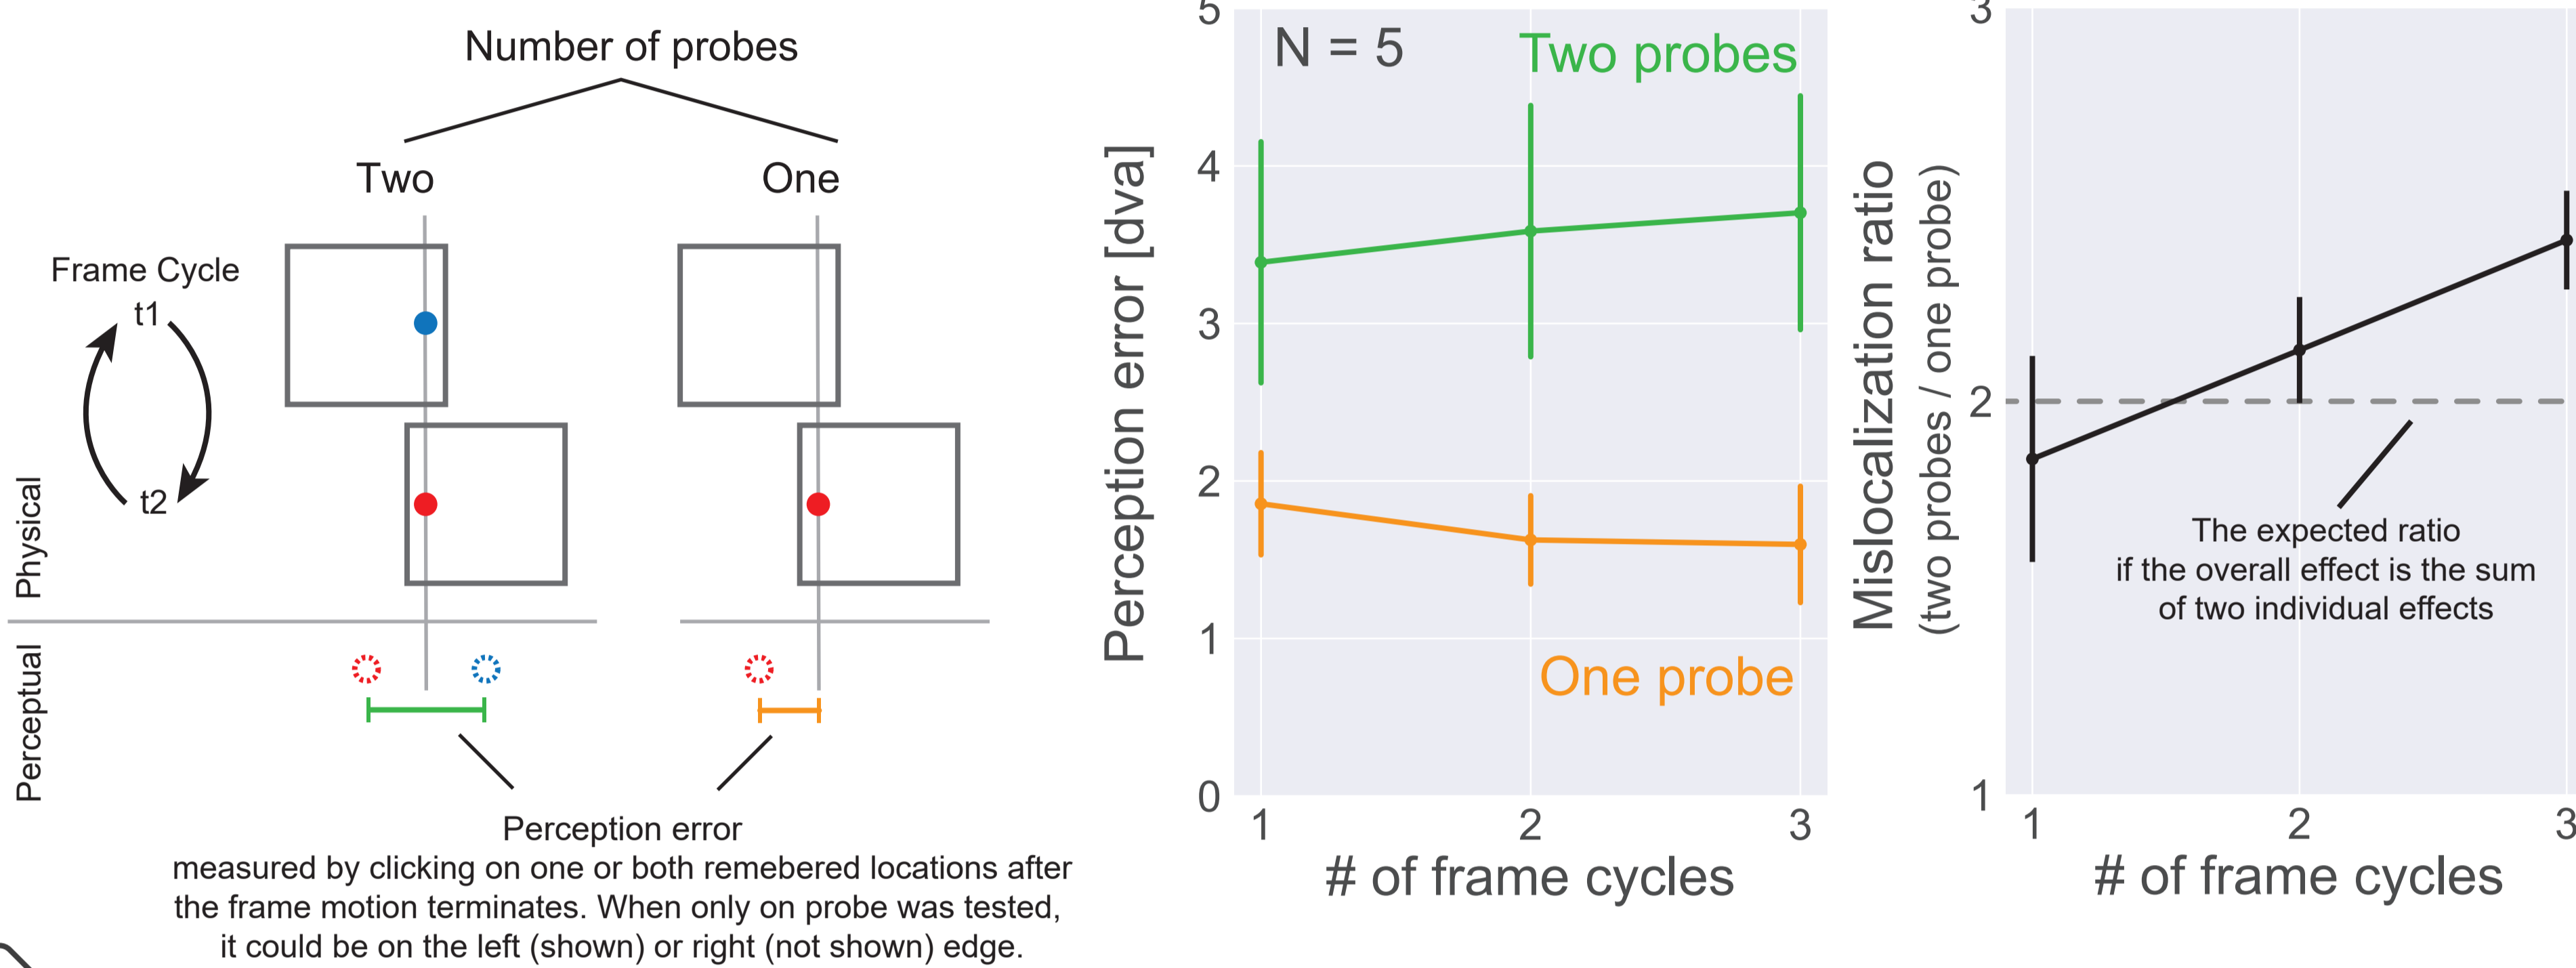 Number of probes
Two
One
Frame Cycle
t1
t2
Physical
Perceptual
Perception error
measured by clicking on one or both remebered locations after
the frame motion terminates. When only on probe was tested,
it could be on the left (shown) or right (not shown) edge.
Perception error [dva]
5
4
3
2
1
0
N = 5
Two probes
One probe
1 2 3
# of frame cycles
Mislocalization ratio
(two probes / one probe)
3
2
1
The expected ratio
if the overall effect is the sum
of two individual effects
1 2 3
# of frame cycles